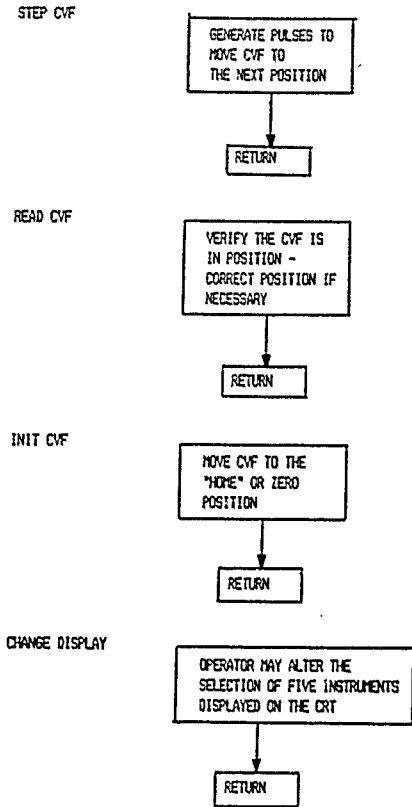 STEP CVF
GENERATE PULSES TO
MOVE CVF TO
THE NEXT POSITION
RETURN
READ CVF
VERIFY THE CVF IS
IN POSITION -
CORRECT POSITION IF
NECESSARY
RETURN
INIT CVF
MOVE CVF TO THE
"HOME" OR ZERO
POSITION
RETURN
CHANGE DISPLAY
OPERATOR MAY ALTER THE
SELECTION OF FIVE INSTRUMENTS
DISPLAYED ON THE CRT
RETURN